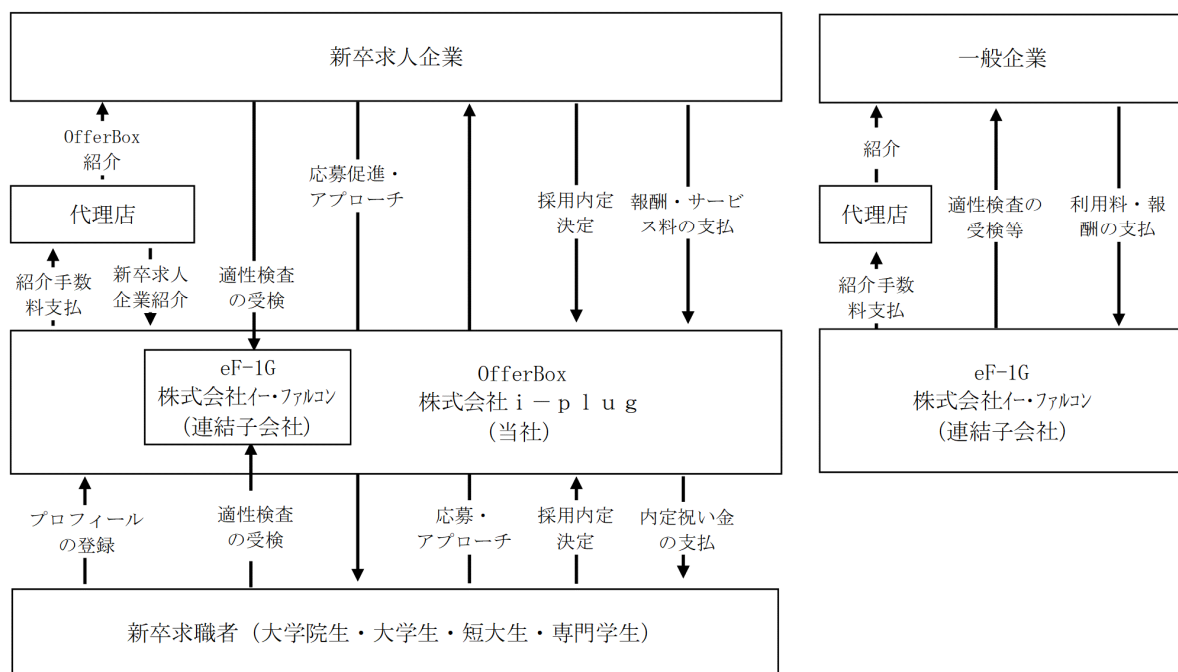 新卒求人企業
一般企業
OfferBox
紹介
応募促進・
アプローチ
採用内定
決定
報酬・サービ
ス料の支払
紹介
適性検査の
受検等
利用料・報
酬の支払
代理店
代理店
紹介手数
料支払
新卒求人
企業紹介
適性検査
の受検
紹介手数
料支払
eF-1G
株式会社イー・ファルコン
(連結子会社)
OfferBox
株式会社ｉ－ｐｌｕｇ
(当社)
eF-1G
株式会社イー・ファルコン
(連結子会社)
プロフィール
の登録
適性検査
の受検
応募・
アプローチ
採用内定
決定
内定祝い金
の支払
新卒求職者（大学院生・大学生・短大生・専門学生）